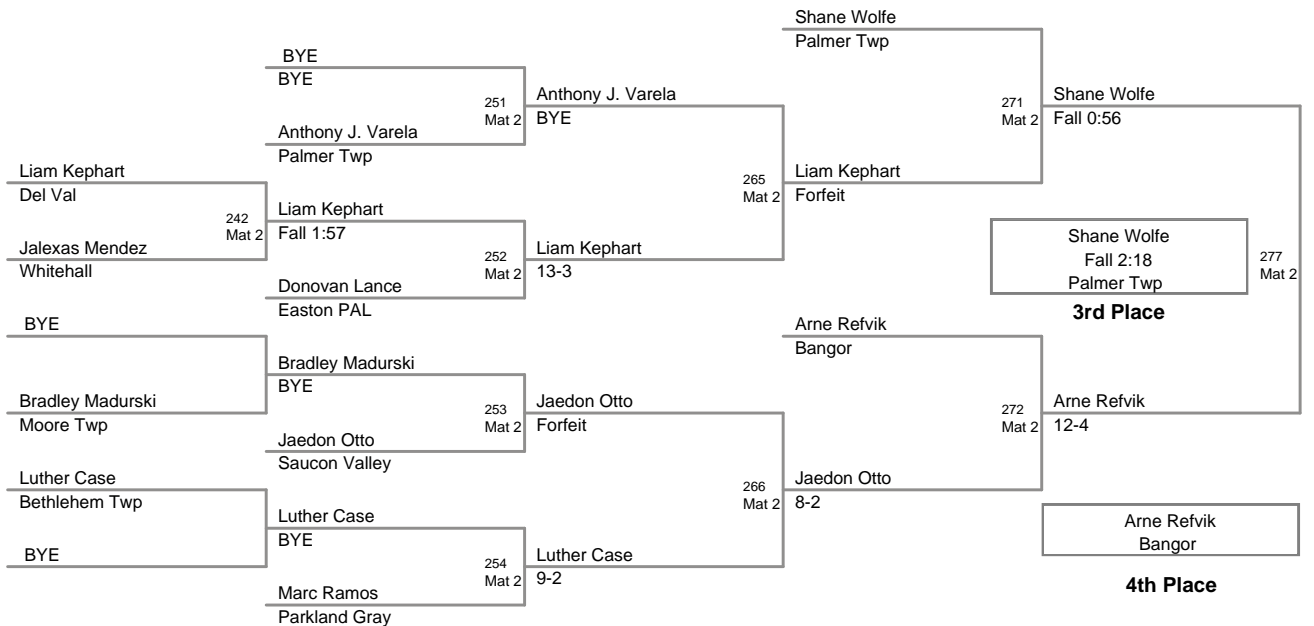 Shane Wolfe
Palmer Twp
BYE
BYE
251
Mat 2
Anthony J. Varela
BYE
271
Mat 2
Shane Wolfe
Fall 0:56
Anthony J. Varela
Palmer Twp
Liam Kephart
Del Val
265
Mat 2
Liam Kephart
Forfeit
242
Mat 2
Liam Kephart
Fall 1:57
Jalexas Mendez
Whitehall
252
Mat 2
Liam Kephart
13-3
Shane Wolfe
Fall 2:18
Palmer Twp
277
Mat 2
Donovan Lance
Easton PAL
3rd Place
BYE
Arne Refvik
Bangor
Bradley Madurski
BYE
Bradley Madurski
Moore Twp
253
Mat 2
Jaedon Otto
Forfeit
272
Mat 2
Arne Refvik
12-4
Jaedon Otto
Saucon Valley
Luther Case
Bethlehem Twp
266
Mat 2
Jaedon Otto
8-2
Luther Case
BYE
Arne Refvik
Bangor
BYE
254
Mat 2
Luther Case
9-2
4th Place
Marc Ramos
Parkland Gray